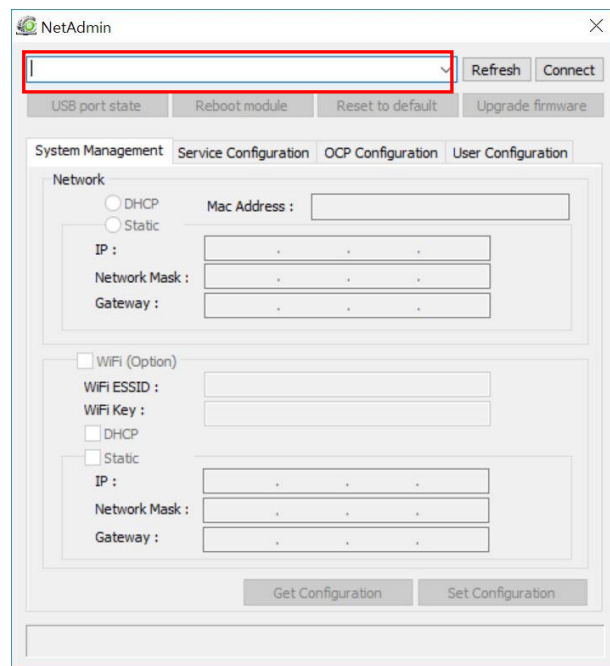 NetAdmin
Refresh Connect
USB port state Reboot module Reset to default Upgrade firmware
System Management Service Configuration OCP Configuration User Configuration
Network
DHCP Mac Address :
Static
IP : . . .
Network Mask : . . .
Gateway : . . .
WiFi (Option)
WiFi ESSID :
WiFi Key :
DHCP
Static
IP : . . .
Network Mask : . . .
Gateway : . . .
Get Configuration Set Configuration